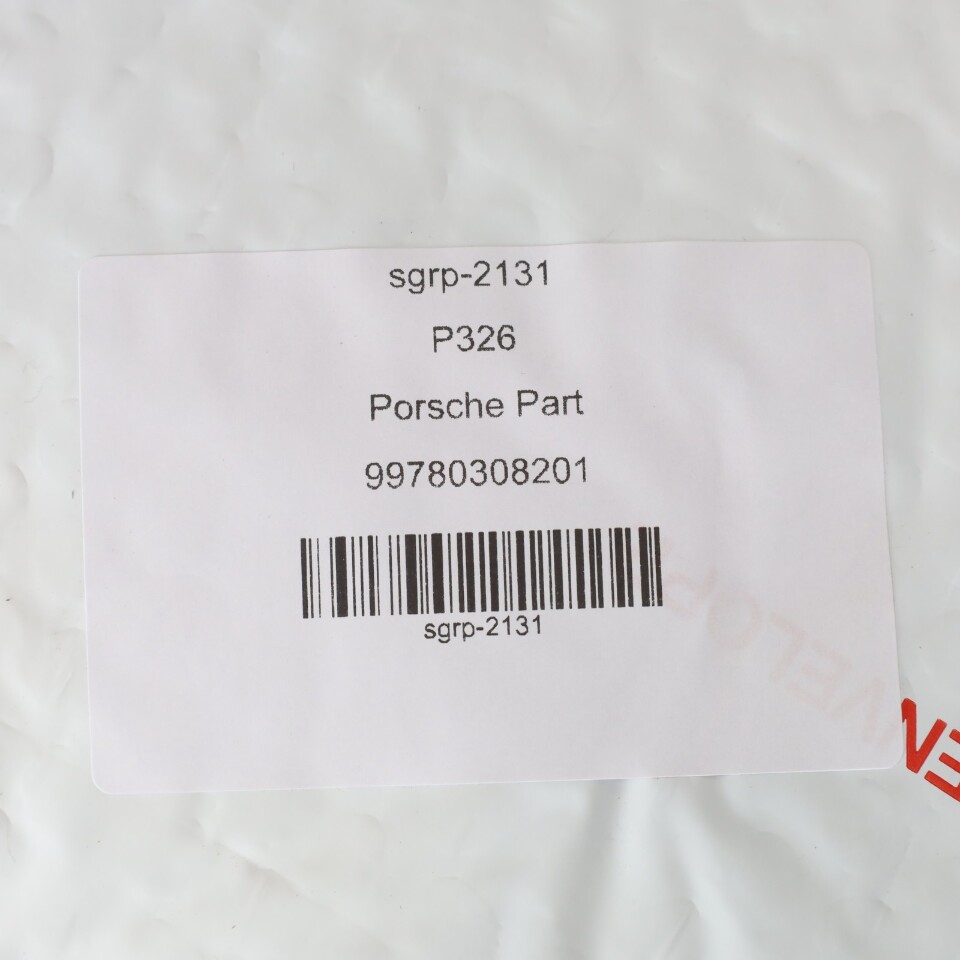 sgrp-2131
P326
Porsche Part
99780308201
sgrp-2131